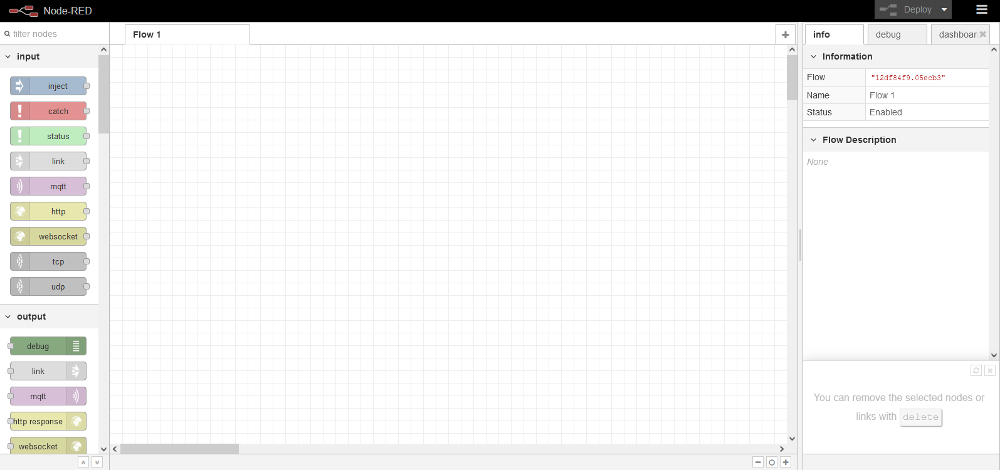 Node-RED
Deploy
filter nodes
Flow 1
info
debug
dashboar
input
inject
catch
status
link
mqtt
http
websocket
tcp
udp
output
debug
link
mqtt
http response
websocket
Information
Flow "12df84f9.05ecb3"
Name Flow 1
Status Enabled
Flow Description
None
You can remove the selected nodes or
links with delete